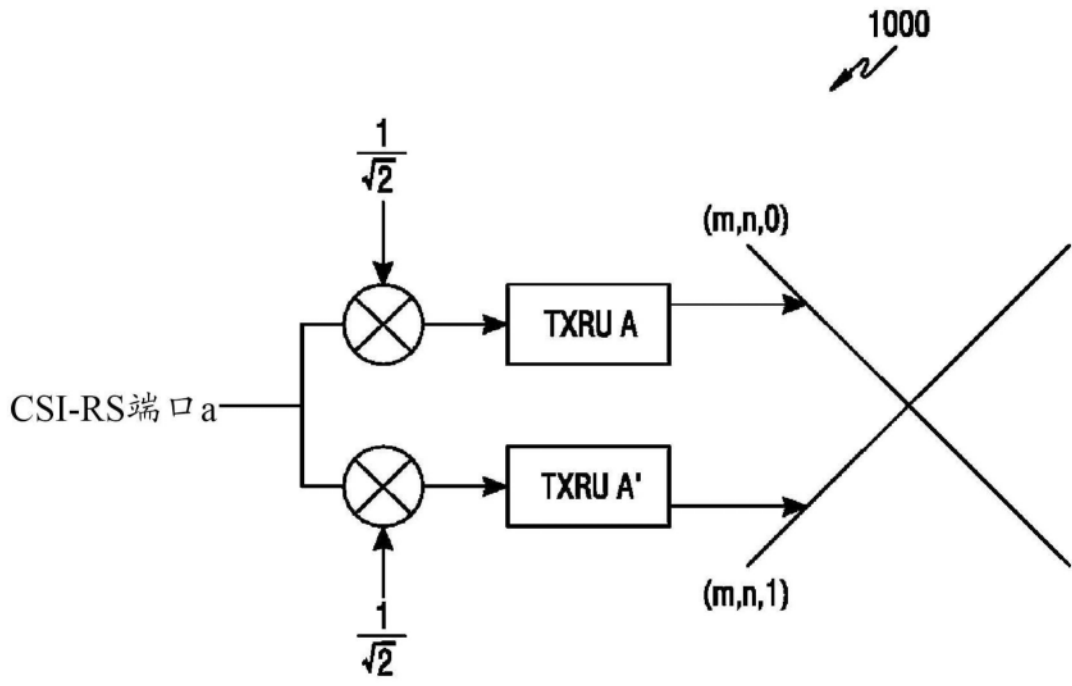 1000
1/√2
(m,n,0)
TXRU A
CSI-RS端口a
TXRU A'
(m,n,1)
1/√2